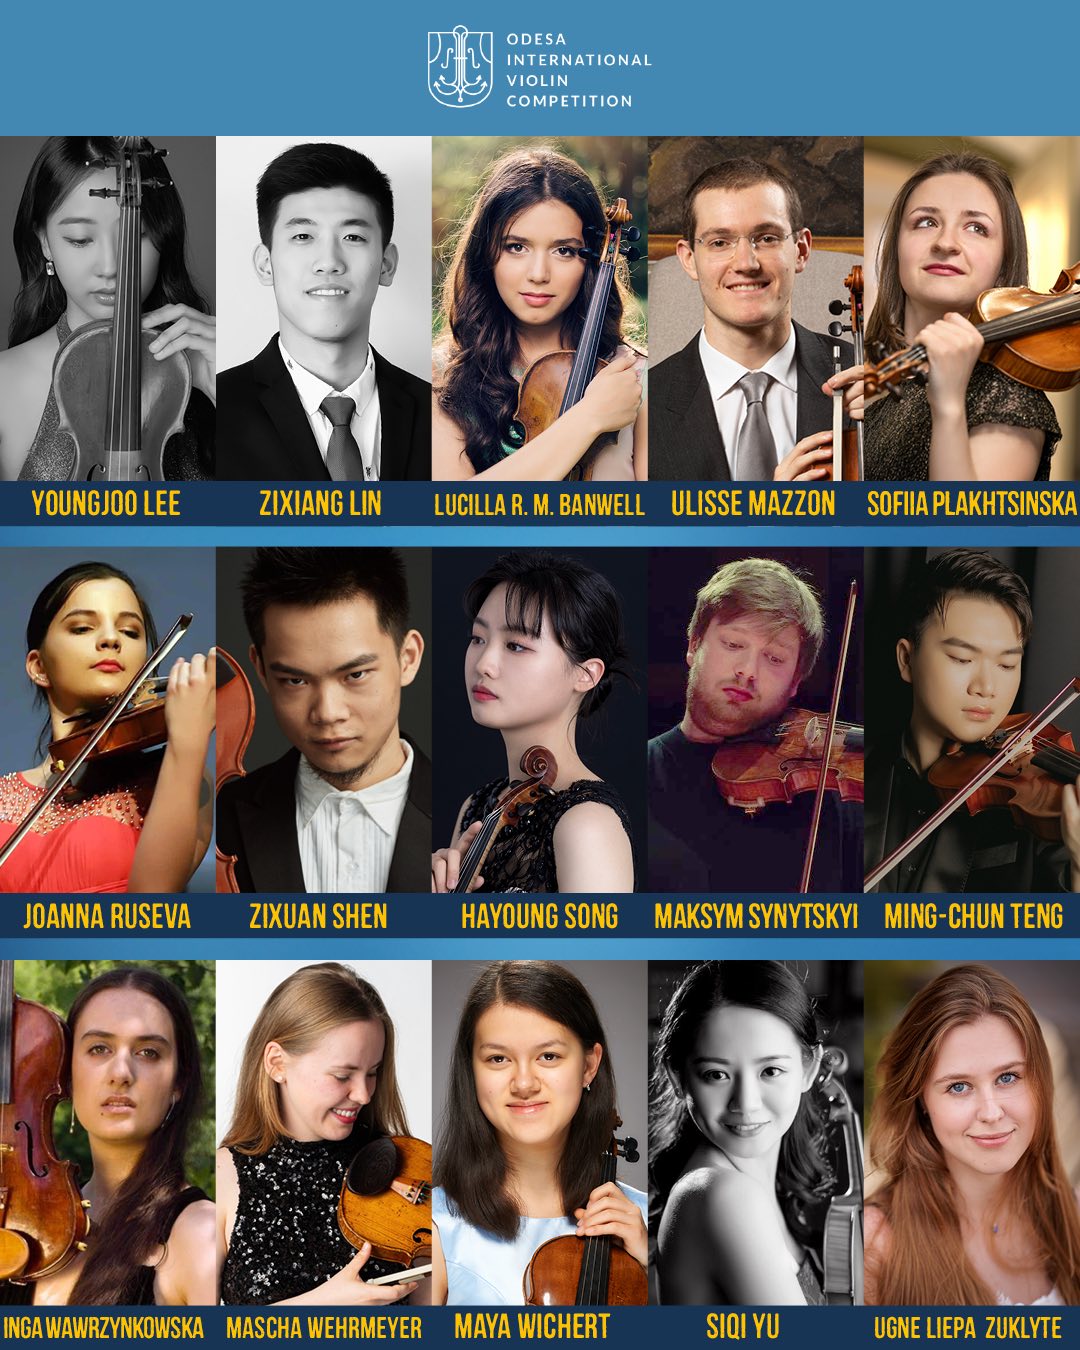 ODESA
INTERNATIONAL
VIOLIN
COMPETITION
YOUNGJOO LEE
ZIXIANG LIN
LUCILLA R. M. BANWELL
ULISSE MAZZON
SOFIIA PLAKHTSINSKA
JOANNA RUSEVA
ZIXUAN SHEN
HAYOUNG SONG
MAKSYM SYNYTSKYI
MING-CHUN TENG
INGA WAWRZYNKOWSKA
MASCHA WEHRMEYER
MAYA WICHERT
SIQI YU
UGNE LIEPA ZUKLYTE